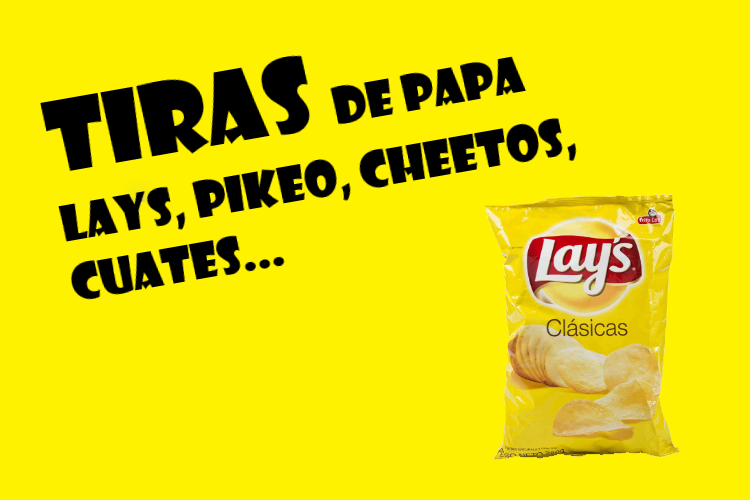 TIRAS DE PAPA
LAYS, PIKEO, CHEETOS,
CUATES...
Lay's
Clásicas